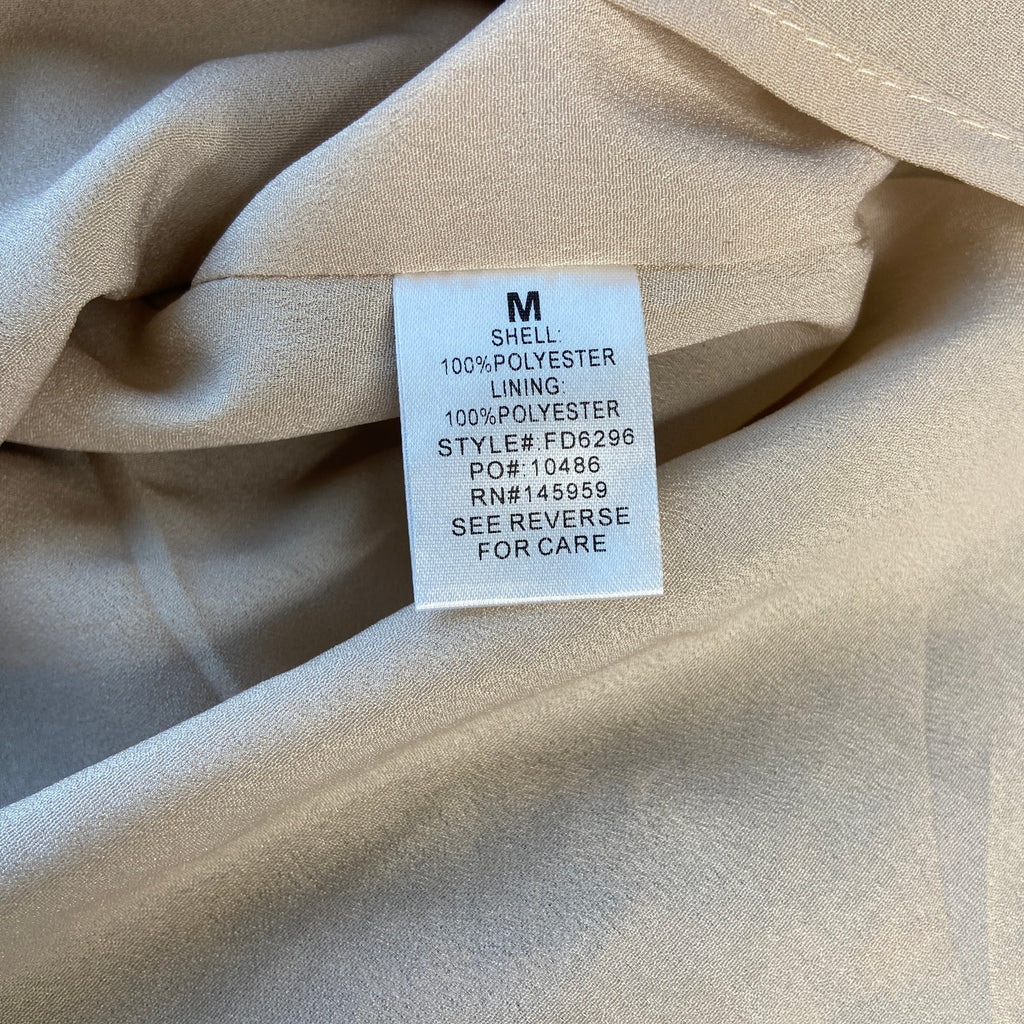 M
SHELL:
100%POLYESTER
LINING:
100%POLYESTER
STYLE#:FD6296
PO#:10486
RN#145959
SEE REVERSE
FOR CARE